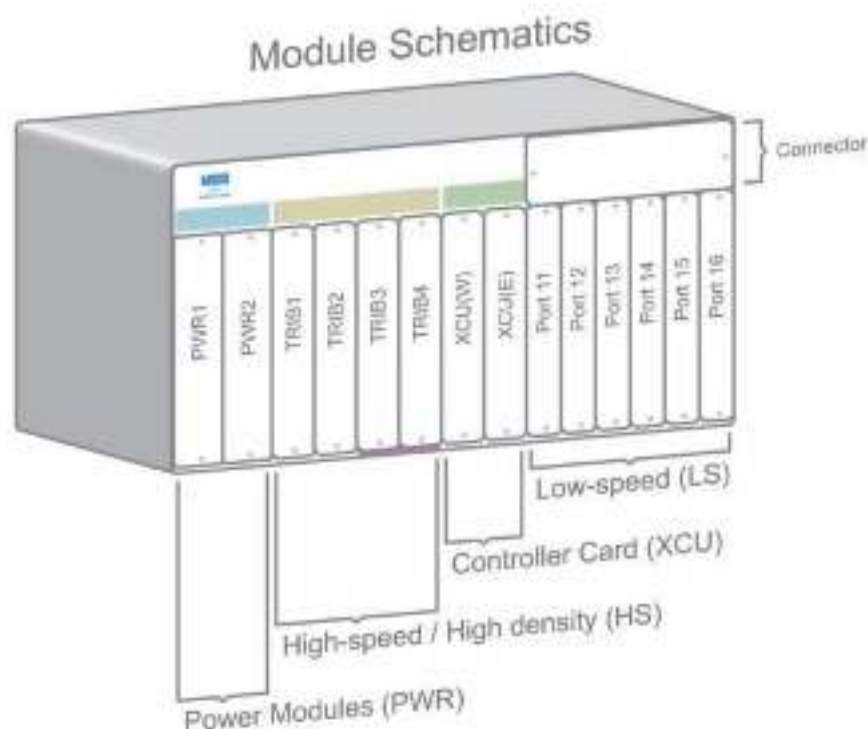 Module Schematics
Connector
PWR1
PWR2
TRIB1
TRIB2
TRIB3
TRIB4
XCU(W)
XCU(E)
Port 11
Port 12
Port 13
Port 14
Port 15
Port 16
Low-speed (LS)
Controller Card (XCU)
High-speed / High density (HS)
Power Modules (PWR)